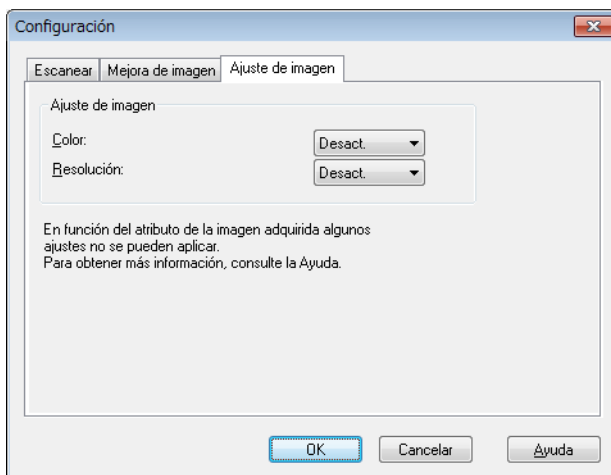 Configuración
Escanear
Mejora de imagen
Ajuste de imagen
Ajuste de imagen
Color:
Desact.
Resolución:
Desact.
En función del atributo de la imagen adquirida algunos
ajustes no se pueden aplicar.
Para obtener más información, consulte la Ayuda.
OK
Cancelar
Ayuda